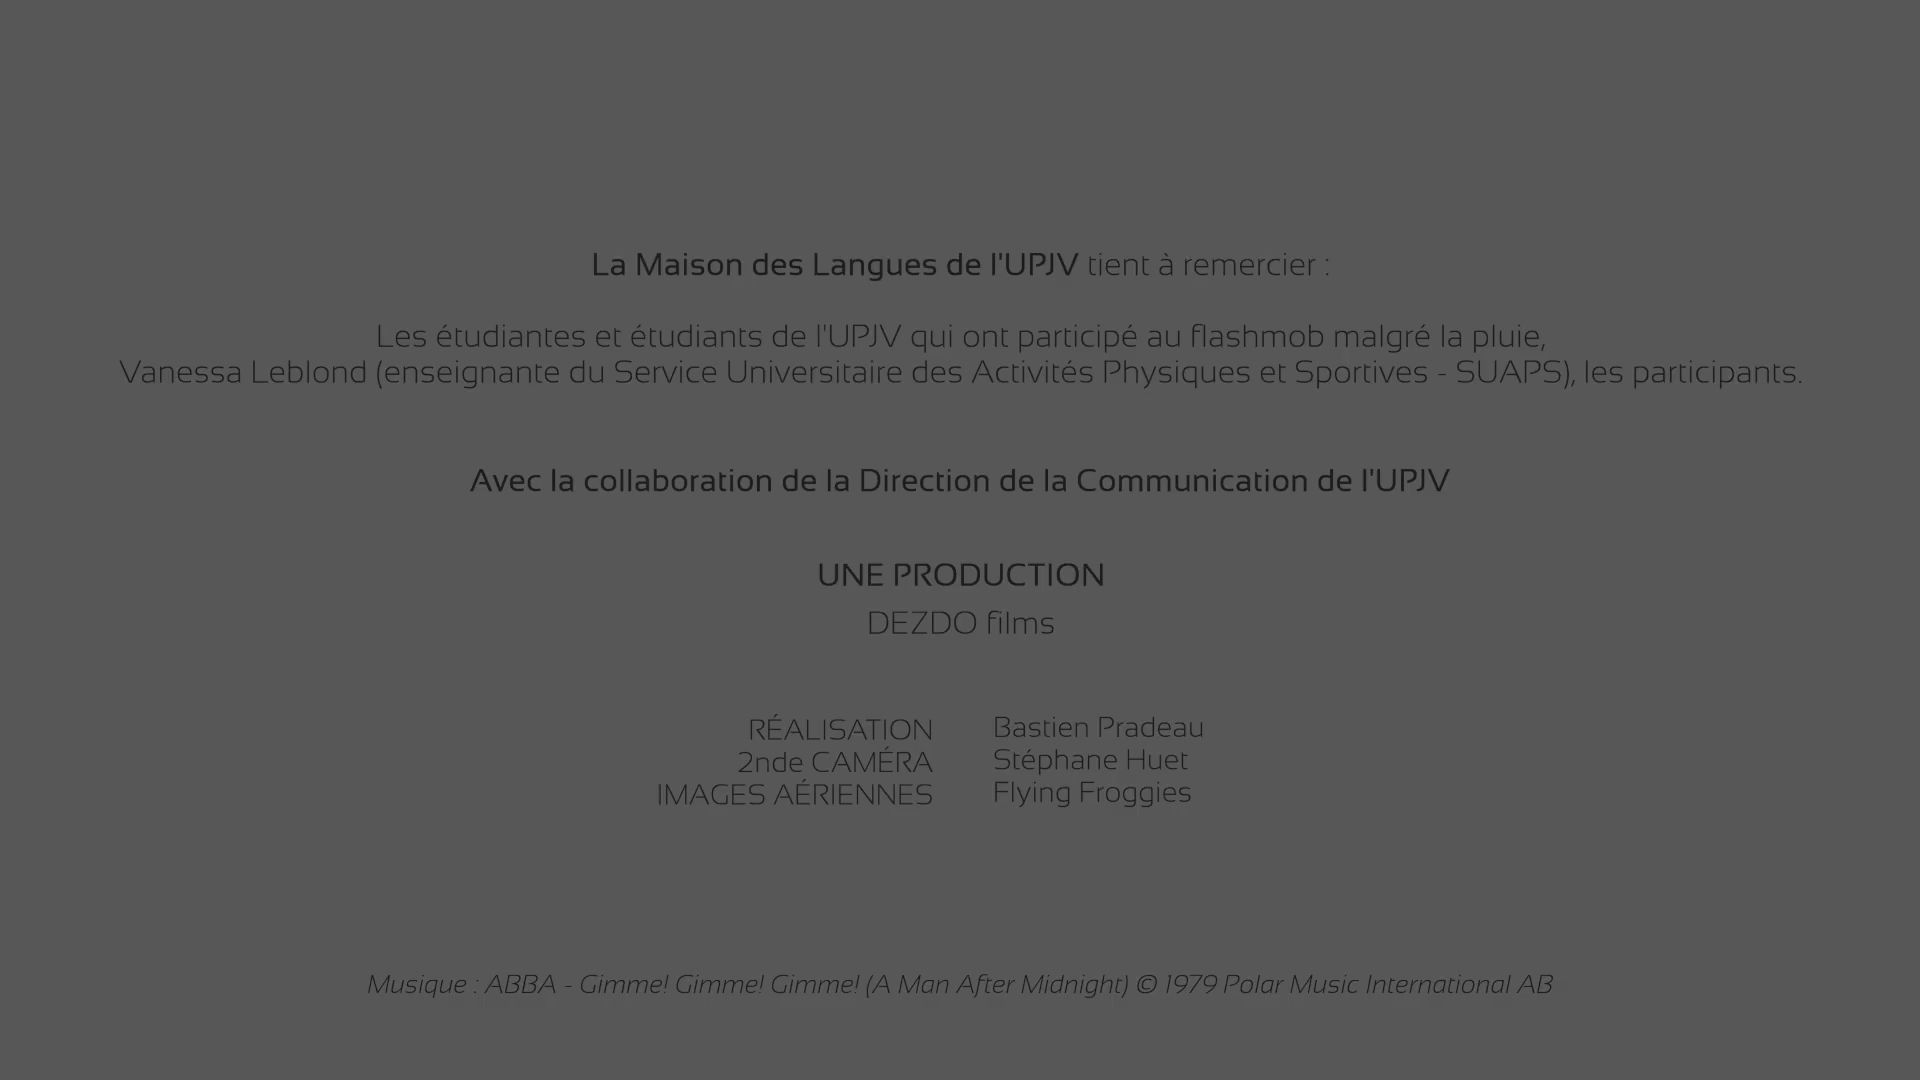 La Maison des Langues de l'UPJV tient à remercier :
Les étudiantes et étudiants de l'UPJV qui ont participé au flashmob malgré la pluie,
Vanessa Leblond (enseignante du Service Universitaire des Activités Physiques et Sportives - SUAPS), les participants.
Avec la collaboration de la Direction de la Communication de l'UPJV
UNE PRODUCTION
DEZDO films
RÉALISATION Bastien Pradeau
2nde CAMÉRA Stéphane Huet
IMAGES AÉRIENNES Flying Froggies
Musique : ABBA - Gimme! Gimme! Gimme! (A Man After Midnight) © 1979 Polar Music International AB